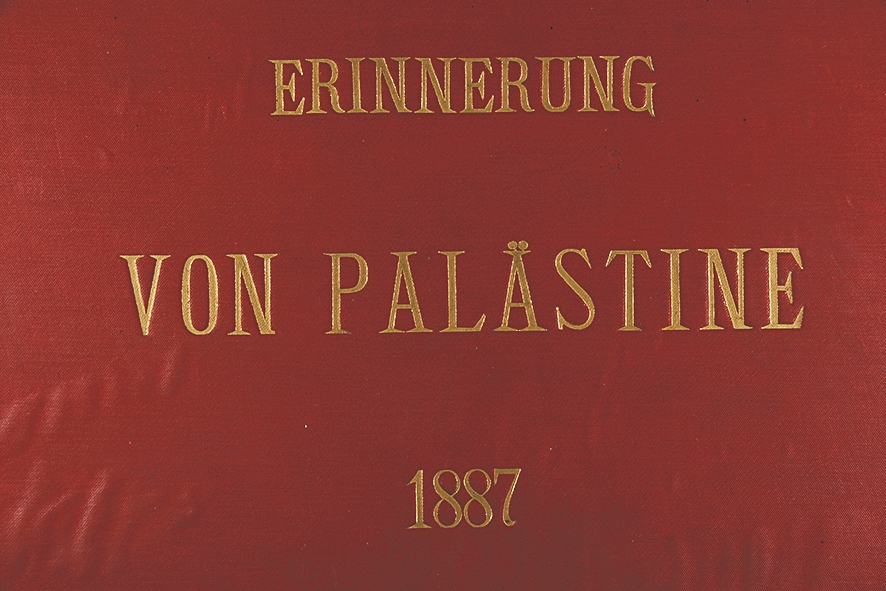 ERINNERUNG
VON PALÄSTINE
1887